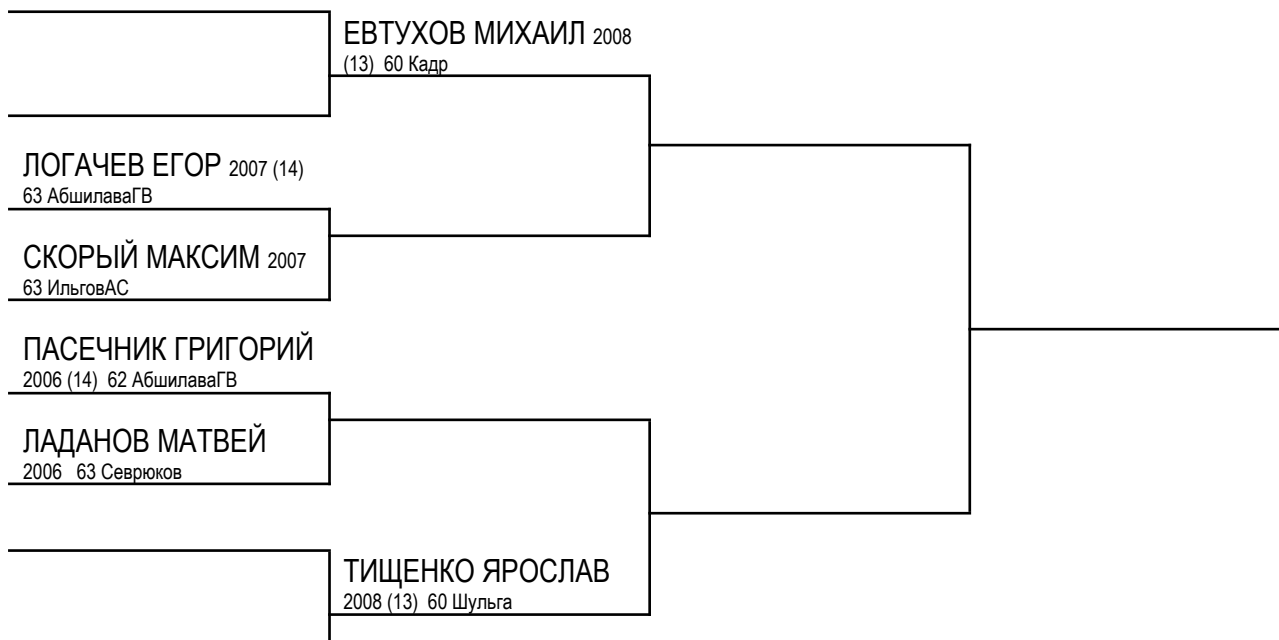 ЕВТУХОВ МИХАИЛ 2008
(13) 60 Кадр
ЛОГАЧЕВ ЕГОР 2007 (14)
63 АбшилаваГВ
СКОРЫЙ МАКСИМ 2007
63 ИльговАС
ПАСЕЧНИК ГРИГОРИЙ
2006 (14) 62 АбшилаваГВ
ЛАДАНОВ МАТВЕЙ
2006 63 Севрюков
ТИЩЕНКО ЯРОСЛАВ
2008 (13) 60 Шульга